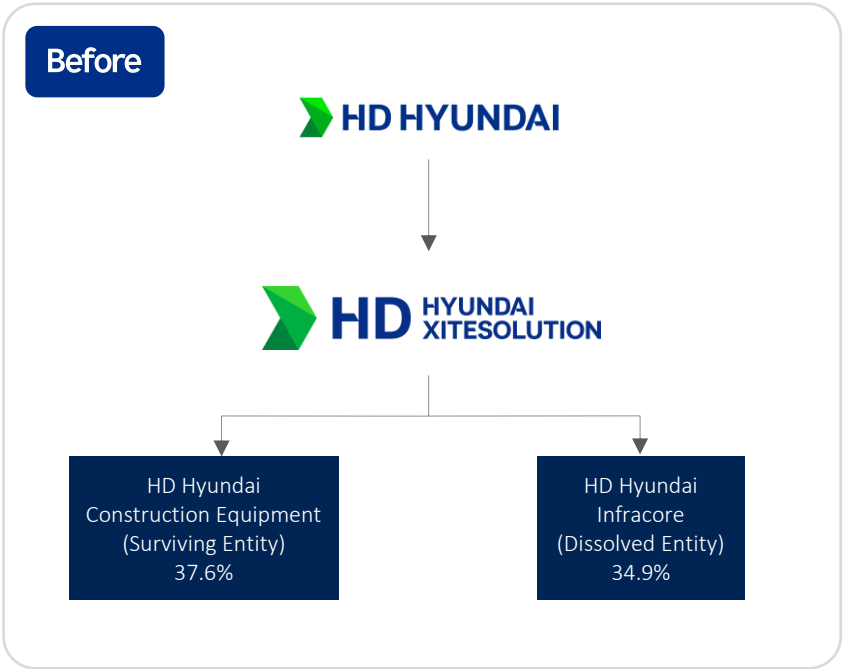 Before
HD HYUNDAI
HD HYUNDAI
XITESOLUTION
HD Hyundai
Construction Equipment
(Surviving Entity)
37.6%
HD Hyundai
Infracore
(Dissolved Entity)
34.9%